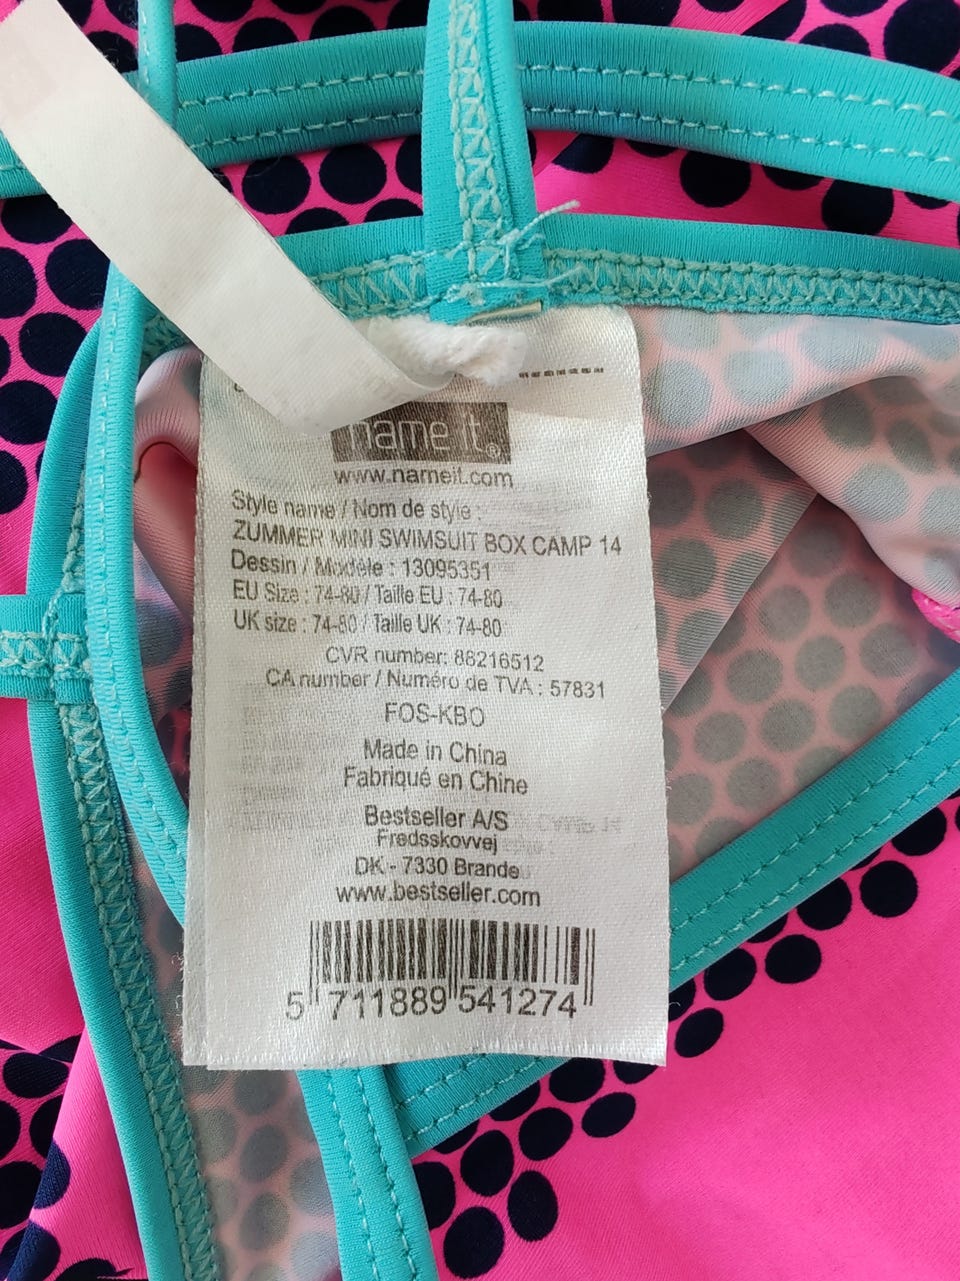 name it®
www.nameit.com
Style name / Nom de style :
ZUMMER MINI SWIMSUIT BOX CAMP 14
Dessin / Modèle : 13095351
EU Size : 74-80 / Taille EU : 74-80
UK size : 74-80 / Taille UK : 74-80
CVR number: 88216512
CA number / Numéro de TVA : 57831
FOS-KBO
Made in China
Fabriqué en Chine
Bestseller A/S
Fredsskovvej
DK - 7330 Brande
www.bestseller.com
5 711889 541274